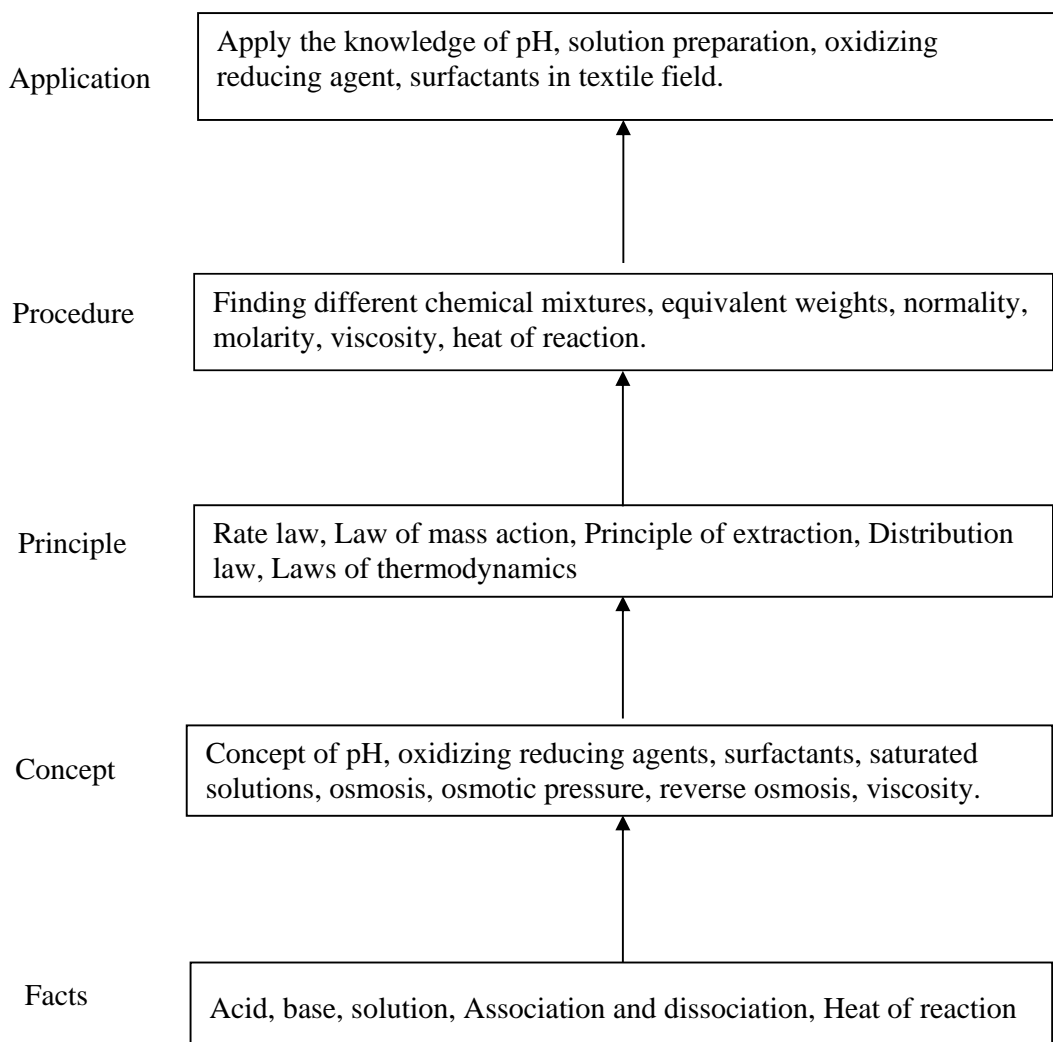 Application
Apply the knowledge of pH, solution preparation, oxidizing
reducing agent, surfactants in textile field.
Procedure
Finding different chemical mixtures, equivalent weights, normality,
molarity, viscosity, heat of reaction.
Principle
Rate law, Law of mass action, Principle of extraction, Distribution
law, Laws of thermodynamics
Concept
Concept of pH, oxidizing reducing agents, surfactants, saturated
solutions, osmosis, osmotic pressure, reverse osmosis, viscosity.
Facts
Acid, base, solution, Association and dissociation, Heat of reaction